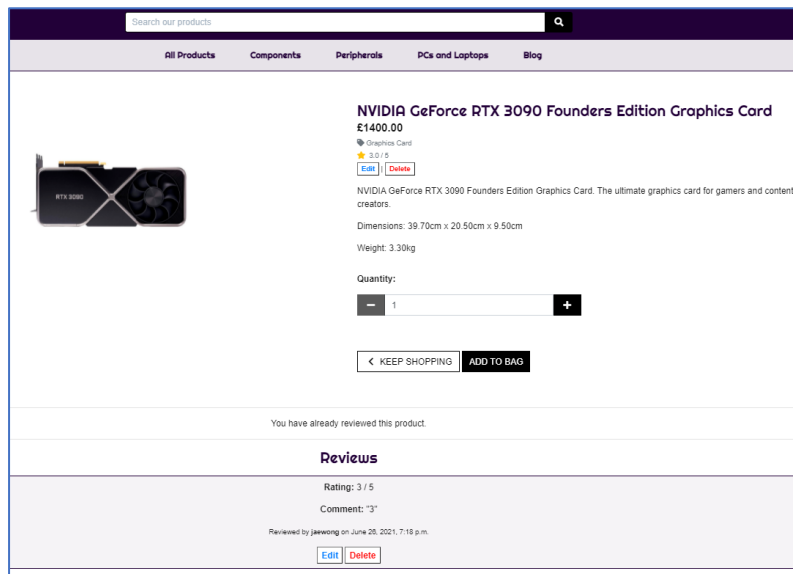 Search our products
All Products Components Peripherals PCs and Laptops Blog
NVIDIA GeForce RTX 3090 Founders Edition Graphics Card
£1400.00
Graphics Card
3.0 / 5
Edit | Delete
RTX 3090
NVIDIA GeForce RTX 3090 Founders Edition Graphics Card. The ultimate graphics card for gamers and content
creators.
Dimensions: 39.70cm x 20.50cm x 9.50cm
Weight: 3.30kg
Quantity:
1
KEEP SHOPPING ADD TO BAG
You have already reviewed this product.
Reviews
Rating: 3 / 5
Comment: "3"
Reviewed by jaewong on June 26, 2021, 7:18 p.m.
Edit Delete